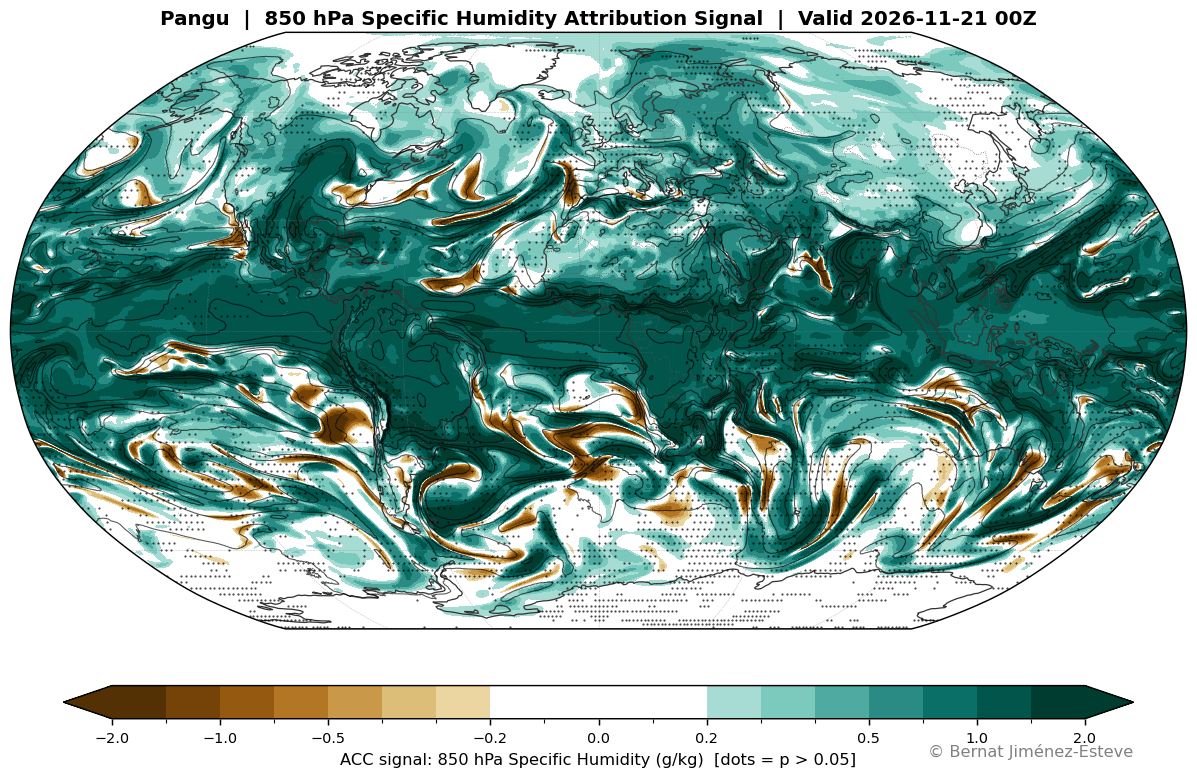 Pangu  |  850 hPa Specific Humidity Attribution Signal  |  Valid 2026-11-21 00Z
−2.0 −1.0 −0.5 −0.2 0.0 0.2 0.5 1.0 2.0
ACC signal: 850 hPa Specific Humidity (g/kg)  [dots = p > 0.05]
© Bernat Jiménez-Esteve